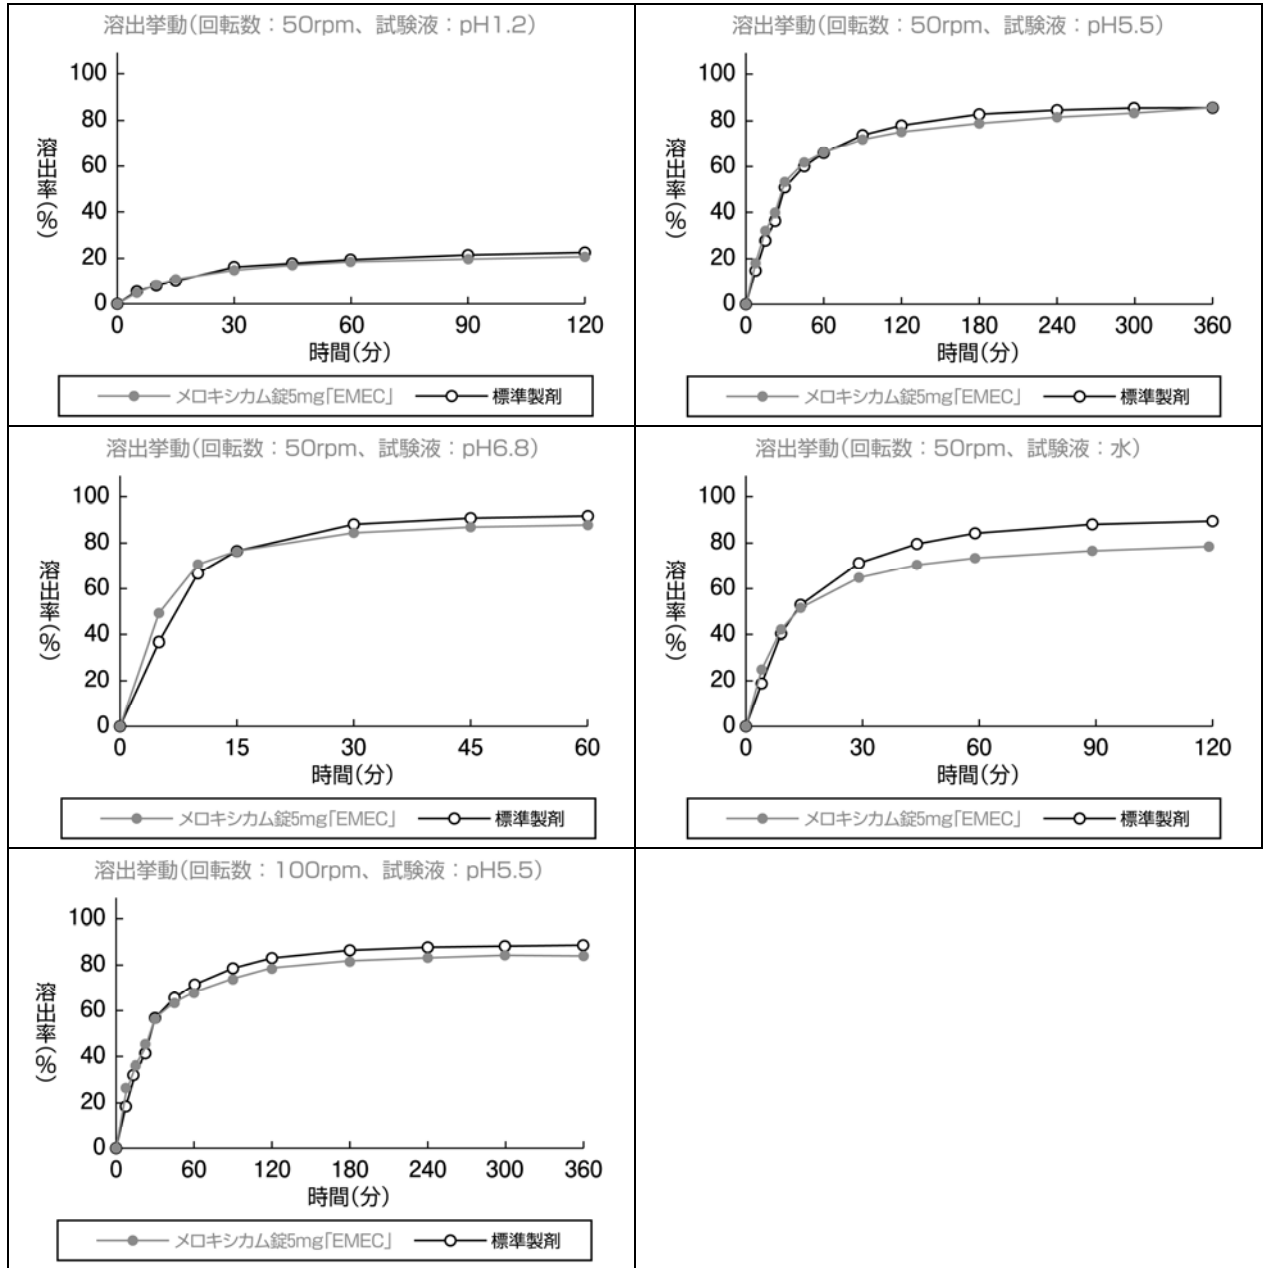 溶出挙動(回転数：50rpm、試験液：pH1.2)
溶出率(%)
100
80
60
40
20
0
0 30 60 90 120
時間(分)
メロキシカム錠5mg「EMEC」 標準製剤
溶出挙動(回転数：50rpm、試験液：pH5.5)
溶出率(%)
100
80
60
40
20
0
0 60 120 180 240 300 360
時間(分)
メロキシカム錠5mg「EMEC」 標準製剤
溶出挙動(回転数：50rpm、試験液：pH6.8)
溶出率(%)
100
80
60
40
20
0
0 15 30 45 60
時間(分)
メロキシカム錠5mg「EMEC」 標準製剤
溶出挙動(回転数：50rpm、試験液：水)
溶出率(%)
100
80
60
40
20
0
0 30 60 90 120
時間(分)
メロキシカム錠5mg「EMEC」 標準製剤
溶出挙動(回転数：100rpm、試験液：pH5.5)
溶出率(%)
100
80
60
40
20
0
0 60 120 180 240 300 360
時間(分)
メロキシカム錠5mg「EMEC」 標準製剤